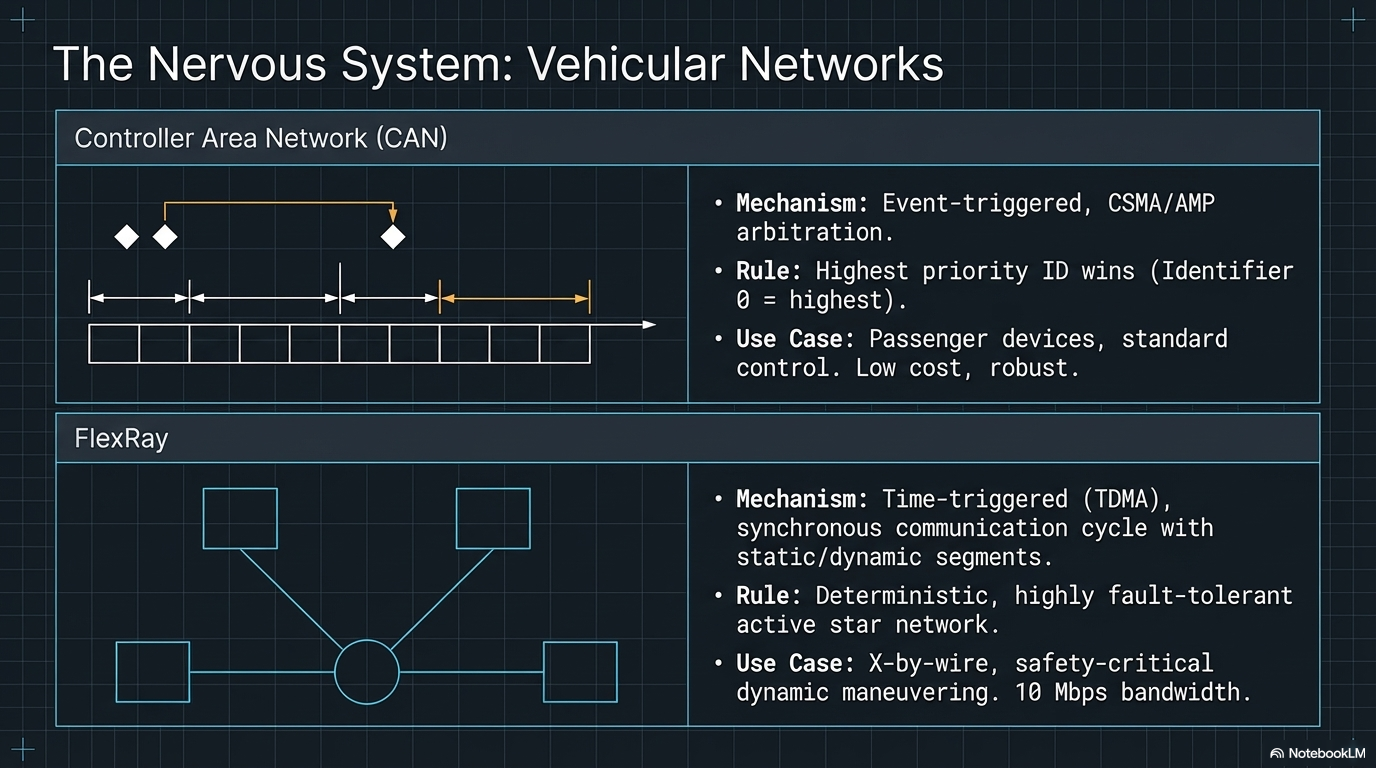 The Nervous System: Vehicular Networks
Controller Area Network (CAN)
• Mechanism: Event-triggered, CSMA/AMP
arbitration.
• Rule: Highest priority ID wins (Identifier
0 = highest).
• Use Case: Passenger devices, standard
control. Low cost, robust.
FlexRay
• Mechanism: Time-triggered (TDMA),
synchronous communication cycle with
static/dynamic segments.
• Rule: Deterministic, highly fault-tolerant
active star network.
• Use Case: X-by-wire, safety-critical
dynamic maneuvering. 10 Mbps bandwidth.
NotebookLM